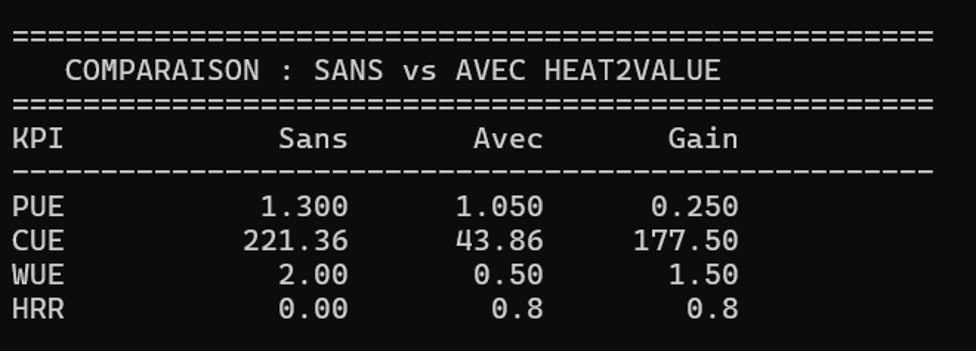 ====================================================
   COMPARAISON : SANS vs AVEC HEAT2VALUE
====================================================
KPI            Sans       Avec       Gain
----------------------------------------------------
PUE           1.300      1.050      0.250
CUE          221.36      43.86     177.50
WUE            2.00       0.50       1.50
HRR            0.00        0.8        0.8